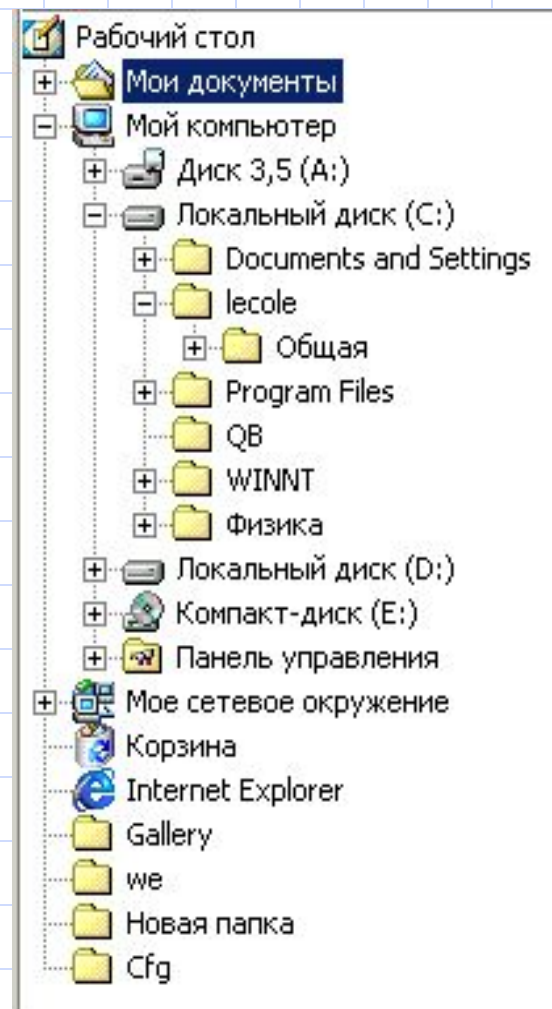 Рабочий стол
Мои документы
Мой компьютер
Диск 3,5 (A:)
Локальный диск (C:)
Documents and Settings
lecole
Общая
Program Files
QB
WINNT
Физика
Локальный диск (D:)
Компакт-диск (E:)
Панель управления
Мое сетевое окружение
Корзина
Internet Explorer
Gallery
we
Новая папка
Cfg